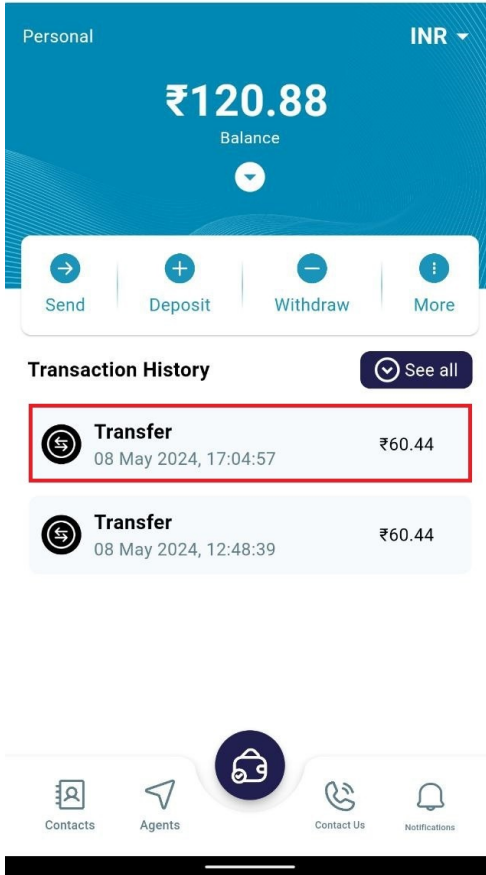 Personal
INR
₹120.88
Balance
Send
Deposit
Withdraw
More
Transaction History
See all
Transfer
08 May 2024, 17:04:57
₹60.44
Transfer
08 May 2024, 12:48:39
₹60.44
Contacts
Agents
Contact Us
Notifications